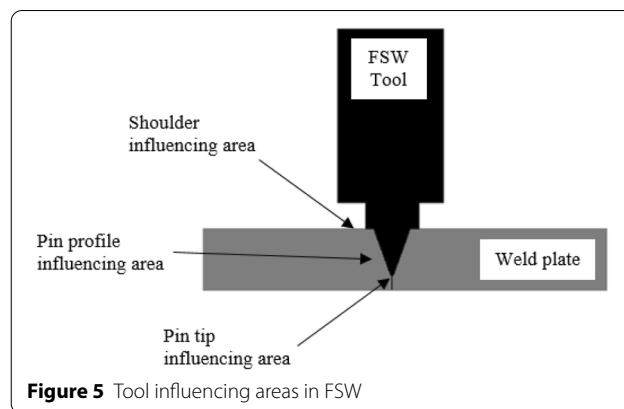 FSW
Tool
Shoulder
influencing area
Pin profile
influencing area
Weld plate
Pin tip
influencing area
Figure 5 Tool influencing areas in FSW